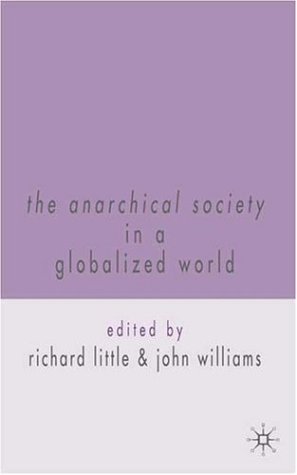 the anarchical society
in a
globalized world
edited by
richard little & john williams